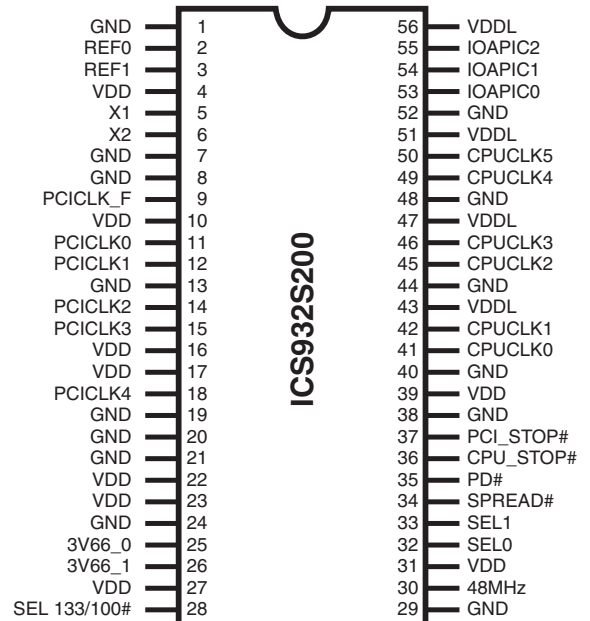 GND 1 56 VDDL
REF0 2 55 IOAPIC2
REF1 3 54 IOAPIC1
VDD 4 53 IOAPIC0
X1 5 52 GND
X2 6 51 VDDL
GND 7 50 CPUCLK5
GND 8 49 CPUCLK4
PCICLK_F 9 48 GND
VDD 10 47 VDDL
PCICLK0 11 46 CPUCLK3
PCICLK1 12 45 CPUCLK2
GND 13 44 GND
PCICLK2 14 43 VDDL
PCICLK3 15 42 CPUCLK1
VDD 16 41 CPUCLK0
VDD 17 40 GND
PCICLK4 18 39 VDD
GND 19 38 GND
GND 20 37 PCI_STOP#
GND 21 36 CPU_STOP#
VDD 22 35 PD#
VDD 23 34 SPREAD#
GND 24 33 SEL1
3V66_0 25 32 SEL0
3V66_1 26 31 VDD
VDD 27 30 48MHz
SEL 133/100# 28 29 GND
ICS932S200